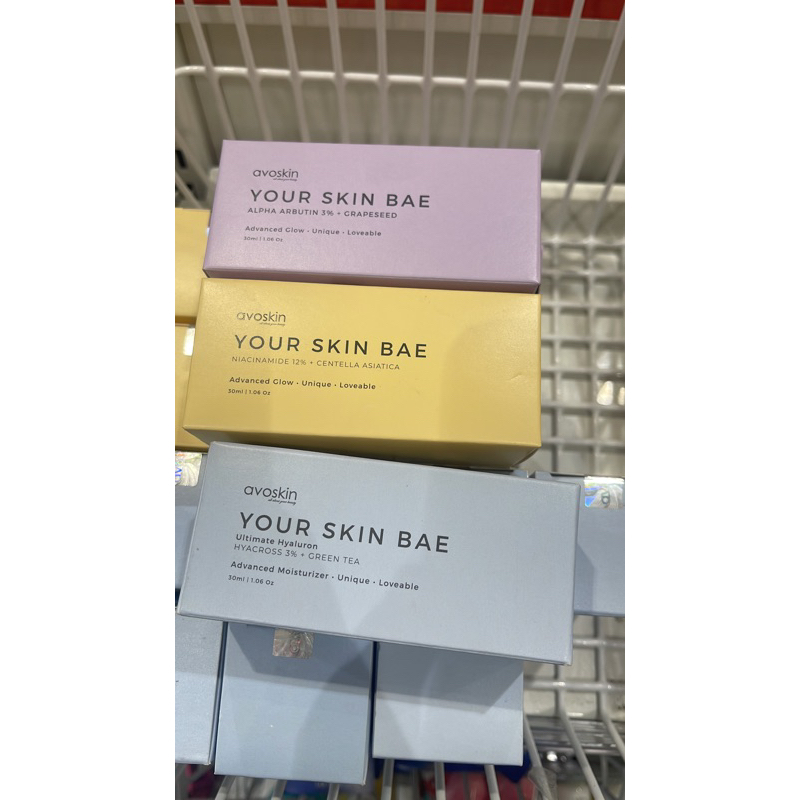 avoskin
YOUR SKIN BAE
ALPHA ARBUTIN 3% + GRAPESEED
Advanced Glow • Unique • Loveable
30ml | 1.06 Oz
avoskin
YOUR SKIN BAE
NIACINAMIDE 12% + CENTELLA ASIATICA
Advanced Glow • Unique • Loveable
30ml | 1.06 Oz
avoskin
YOUR SKIN BAE
Ultimate Hyaluron
HYACROSS 3% + GREEN TEA
Advanced Moisturizer • Unique • Loveable
30ml | 1.06 Oz